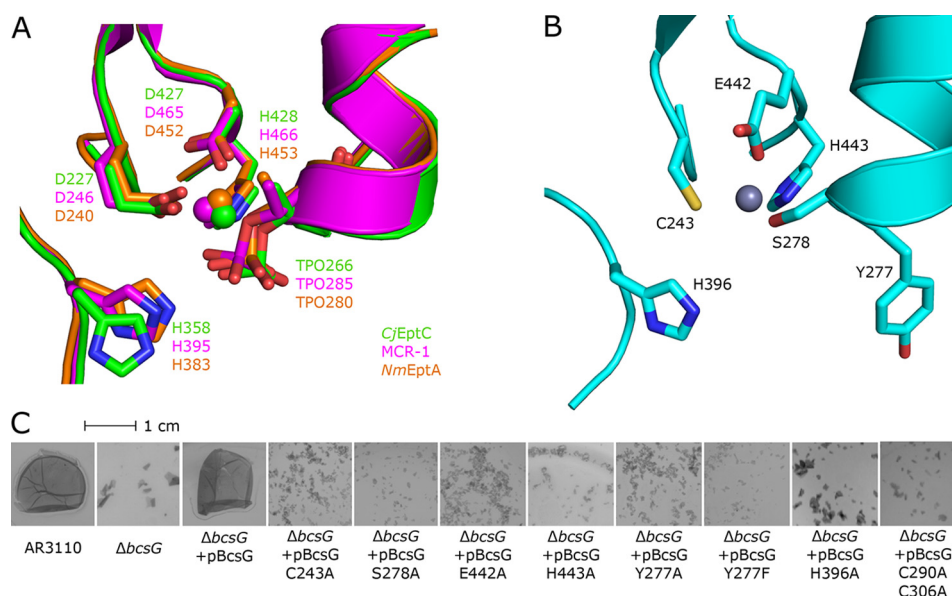 A
D427
D465
D452
H428
H466
H453
D227
D246
D240
TPO266
TPO285
TPO280
H358
H395
H383
CjEptC
MCR-1
NmEptA
B
E442
H443
C243
S278
H396
Y277
C
1 cm
AR3110
ΔbcsG
ΔbcsG
+pBcsG
ΔbcsG
+pBcsG
C243A
ΔbcsG
+pBcsG
S278A
ΔbcsG
+pBcsG
E442A
ΔbcsG
+pBcsG
H443A
ΔbcsG
+pBcsG
Y277A
ΔbcsG
+pBcsG
Y277F
ΔbcsG
+pBcsG
H396A
ΔbcsG
+pBcsG
C290A
C306A